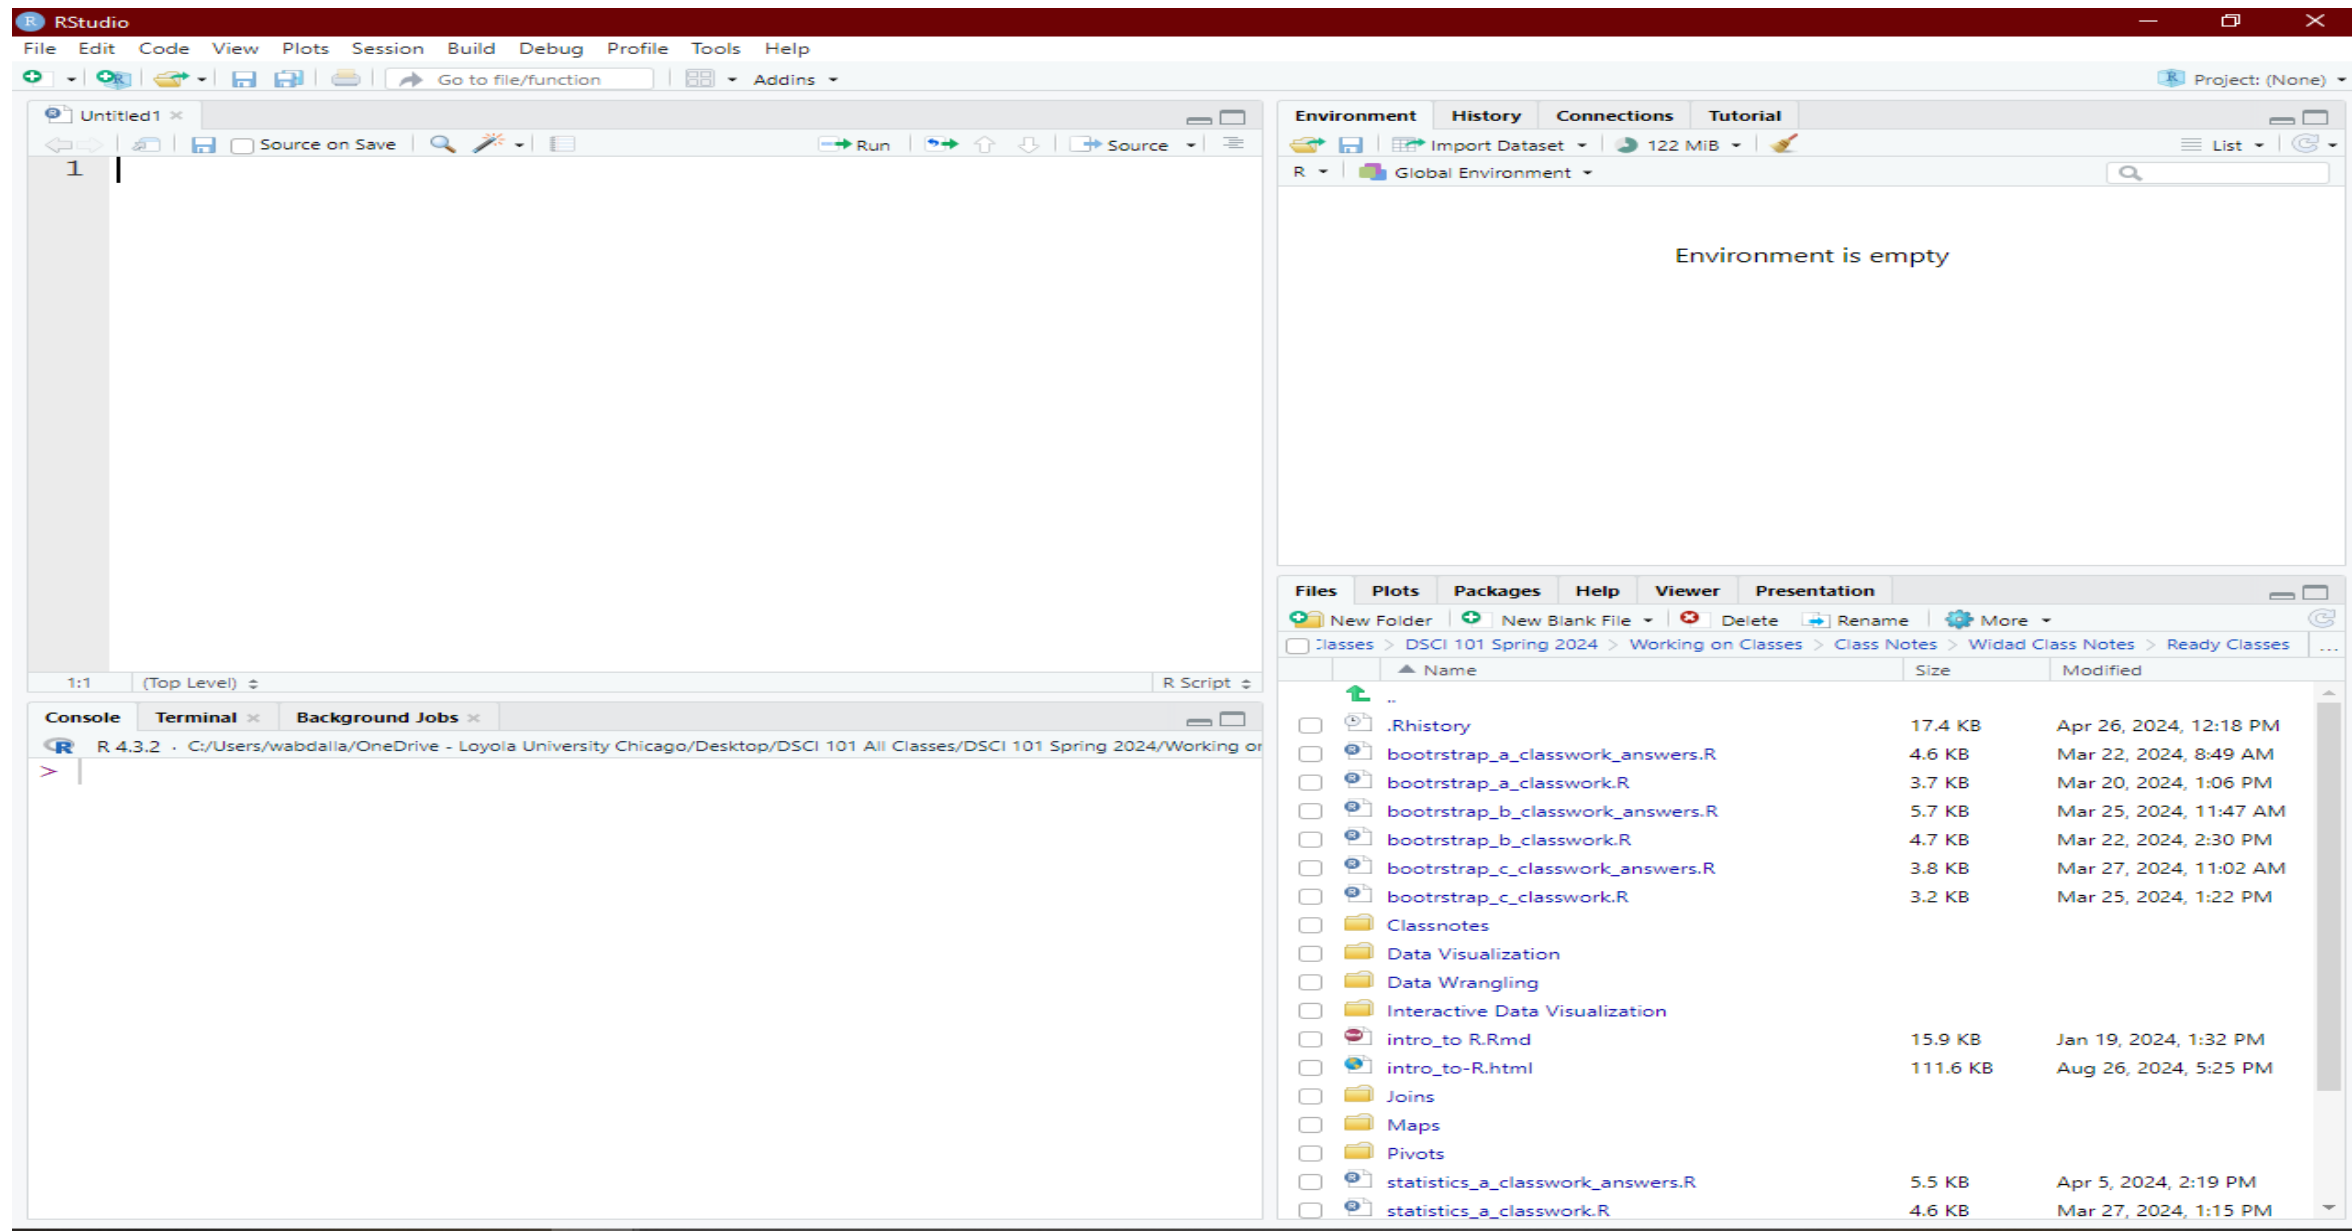 RStudio
File Edit Code View Plots Session Build Debug Profile Tools Help
Go to file/function Addins Project: (None)
Untitled1
Source on Save Run Source
1
1:1 (Top Level) R Script
Console Terminal Background Jobs
R 4.3.2 · C:/Users/wabdalla/OneDrive - Loyola University Chicago/Desktop/DSCI 101 All Classes/DSCI 101 Spring 2024/Working or
>
Environment History Connections Tutorial
Import Dataset 122 MiB List
R Global Environment
Environment is empty
Files Plots Packages Help Viewer Presentation
New Folder New Blank File Delete Rename More
lasses > DSCI 101 Spring 2024 > Working on Classes > Class Notes > Widad Class Notes > Ready Classes ...
Name Size Modified
..
.Rhistory 17.4 KB Apr 26, 2024, 12:18 PM
bootrstrap_a_classwork_answers.R 4.6 KB Mar 22, 2024, 8:49 AM
bootrstrap_a_classwork.R 3.7 KB Mar 20, 2024, 1:06 PM
bootrstrap_b_classwork_answers.R 5.7 KB Mar 25, 2024, 11:47 AM
bootrstrap_b_classwork.R 4.7 KB Mar 22, 2024, 2:30 PM
bootrstrap_c_classwork_answers.R 3.8 KB Mar 27, 2024, 11:02 AM
bootrstrap_c_classwork.R 3.2 KB Mar 25, 2024, 1:22 PM
Classnotes
Data Visualization
Data Wrangling
Interactive Data Visualization
intro_to R.Rmd 15.9 KB Jan 19, 2024, 1:32 PM
intro_to-R.html 111.6 KB Aug 26, 2024, 5:25 PM
Joins
Maps
Pivots
statistics_a_classwork_answers.R 5.5 KB Apr 5, 2024, 2:19 PM
statistics_a_classwork.R 4.6 KB Mar 27, 2024, 1:15 PM